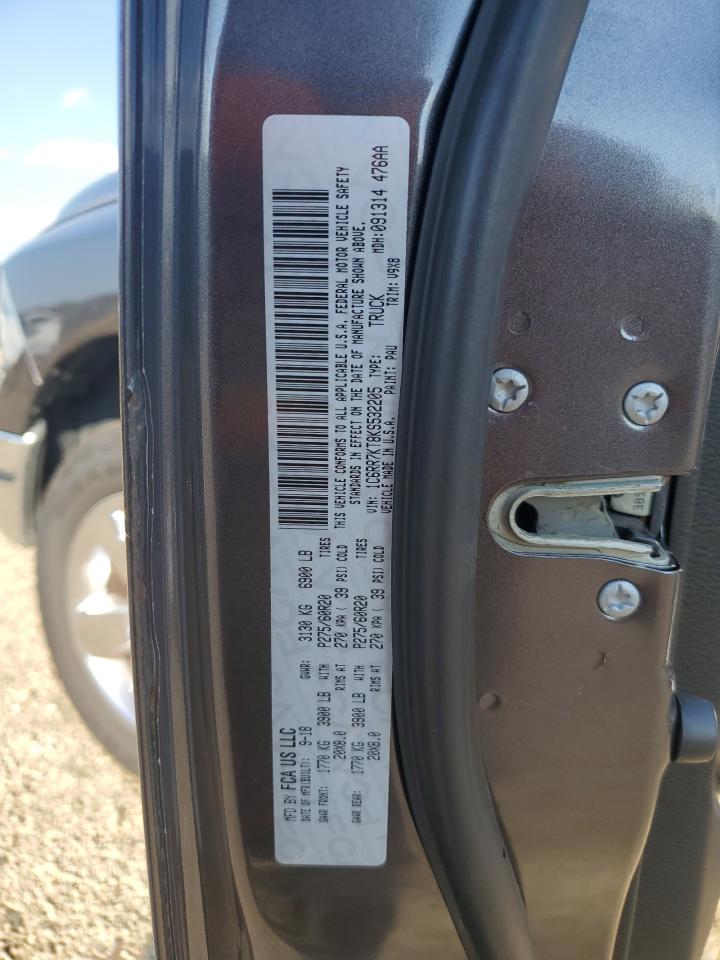 MFD BY FCA US LLC
DATE OF MFR(BUILT): 9-18 GVWR: 3130 KG 6900 LB
GAWR FRONT: 1770 KG 3900 LB WITH P275/60R20 TIRES
20X8.0 RIMS AT 270 KPA ( 39 PSI) COLD
GAWR REAR: 1770 KG 3900 LB WITH P275/60R20 TIRES
20X8.0 RIMS AT 270 KPA ( 39 PSI) COLD
THIS VEHICLE CONFORMS TO ALL APPLICABLE U.S.A. FEDERAL MOTOR VEHICLE SAFETY
STANDARDS IN EFFECT ON THE DATE OF MANUFACTURE SHOWN ABOVE.
VIN: 1C6RR7KT8KS532205 TYPE: TRUCK MDH:091314 476AA
VEHICLE MADE IN U.S.A. PAINT: PAU TRIM: V9X8